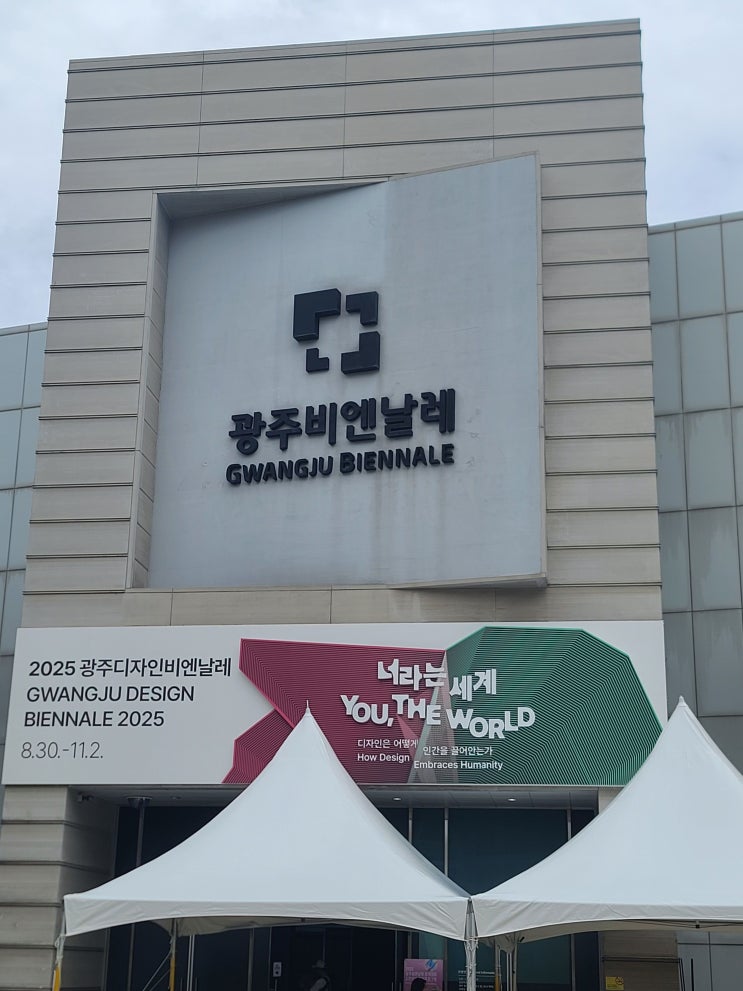 광주비엔날레
GWANGJU BIENNALE
2025 광주디자인비엔날레
GWANGJU DESIGN
BIENNALE 2025
8.30.-11.2.
너라는 세계
YOU, THE WORLD
디자인은 어떻게 인간을 끌어안는가
How Design Embraces Humanity